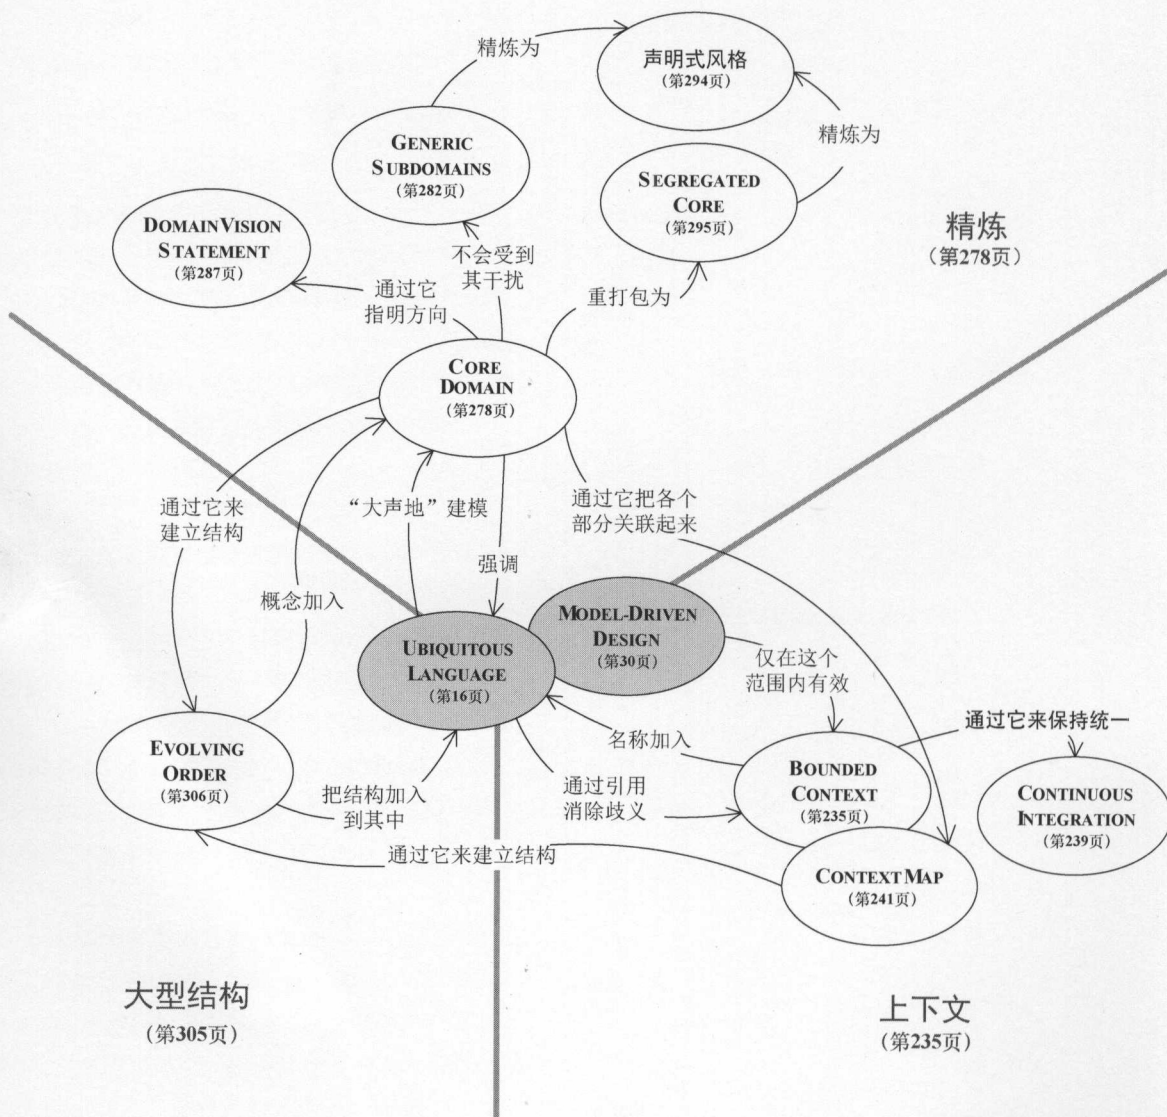 精炼为
声明式风格
（第294页）
精炼为
GENERIC
SUBDOMAINS
（第282页）
SEGREGATED
CORE
（第295页）
DOMAIN VISION
STATEMENT
（第287页）
不会受到
其干扰
精炼
（第278页）
通过它
指明方向
重打包为
CORE
DOMAIN
（第278页）
通过它来
建立结构
“大声地”建模
通过它把各个
部分关联起来
强调
概念加入
MODEL-DRIVEN
DESIGN
（第30页）
UBIQUITOUS
LANGUAGE
（第16页）
仅在这个
范围内有效
通过它来保持统一
名称加入
EVOLVING
ORDER
（第306页）
把结构加入
到其中
通过引用
消除歧义
BOUNDED
CONTEXT
（第235页）
CONTINUOUS
INTEGRATION
（第239页）
通过它来建立结构
CONTEXT MAP
（第241页）
大型结构
（第305页）
上下文
（第235页）